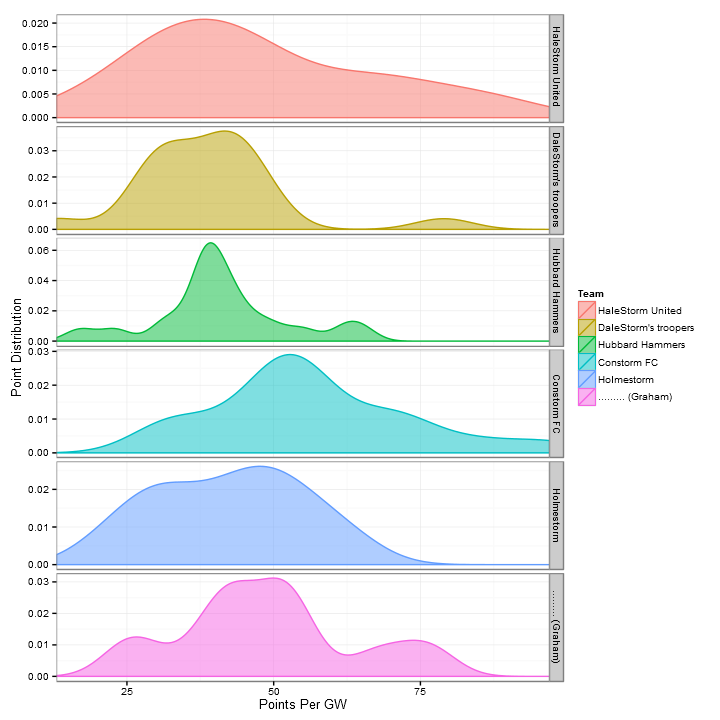 Point Distribution
0.020
0.015
0.010
0.005
0.000
HaleStorm United
0.03
0.02
0.01
0.00
DaleStorm's troopers
0.06
0.04
0.02
0.00
Hubbard Hammers
0.03
0.02
0.01
0.00
Constorm FC
0.02
0.01
0.00
Holmestorm
0.03
0.02
0.01
0.00
......... (Graham)
25 50 75
Points Per GW
Team
HaleStorm United
DaleStorm's troopers
Hubbard Hammers
Constorm FC
Holmestorm
......... (Graham)